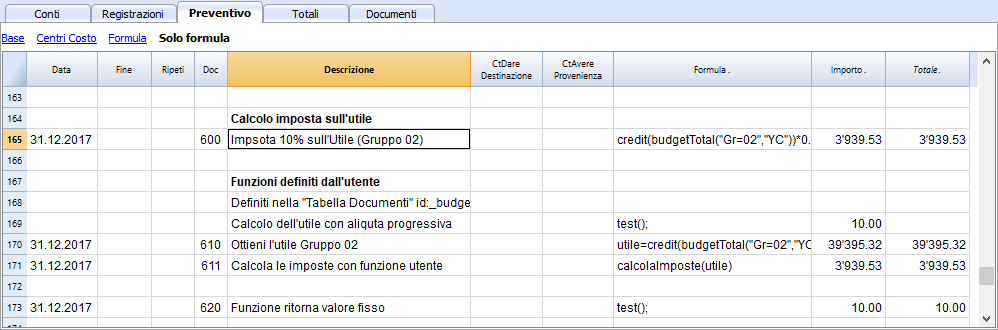 Conti Registrazioni Preventivo Totali Documenti
Base Centri Costo Formula Solo formula
Data Fine Ripeti Doc Descrizione CtDare Destinazione CtAvere Provenienza Formula . Importo . Totale .
163
164 Calcolo imposta sull'utile
165 31.12.2017 600 Impsota 10% sull'Utile (Gruppo 02) credit(budgetTotal("Gr=02","YC"))*0. 3'939.53 3'939.53
166
167 Funzioni definiti dall'utente
168 Definiti nella "Tabella Documenti" id:_budge
169 Calcolo dell'utile con aliquta progressiva test(); 10.00
170 31.12.2017 610 Ottieni l'utile Gruppo 02 utile=credit(budgetTotal("Gr=02","YC 39'395.32 39'395.32
171 31.12.2017 611 Calcola le imposte con funzione utente calcolaImposte(utile) 3'939.53 3'939.53
172
173 31.12.2017 620 Funzione ritorna valore fisso test(); 10.00 10.00